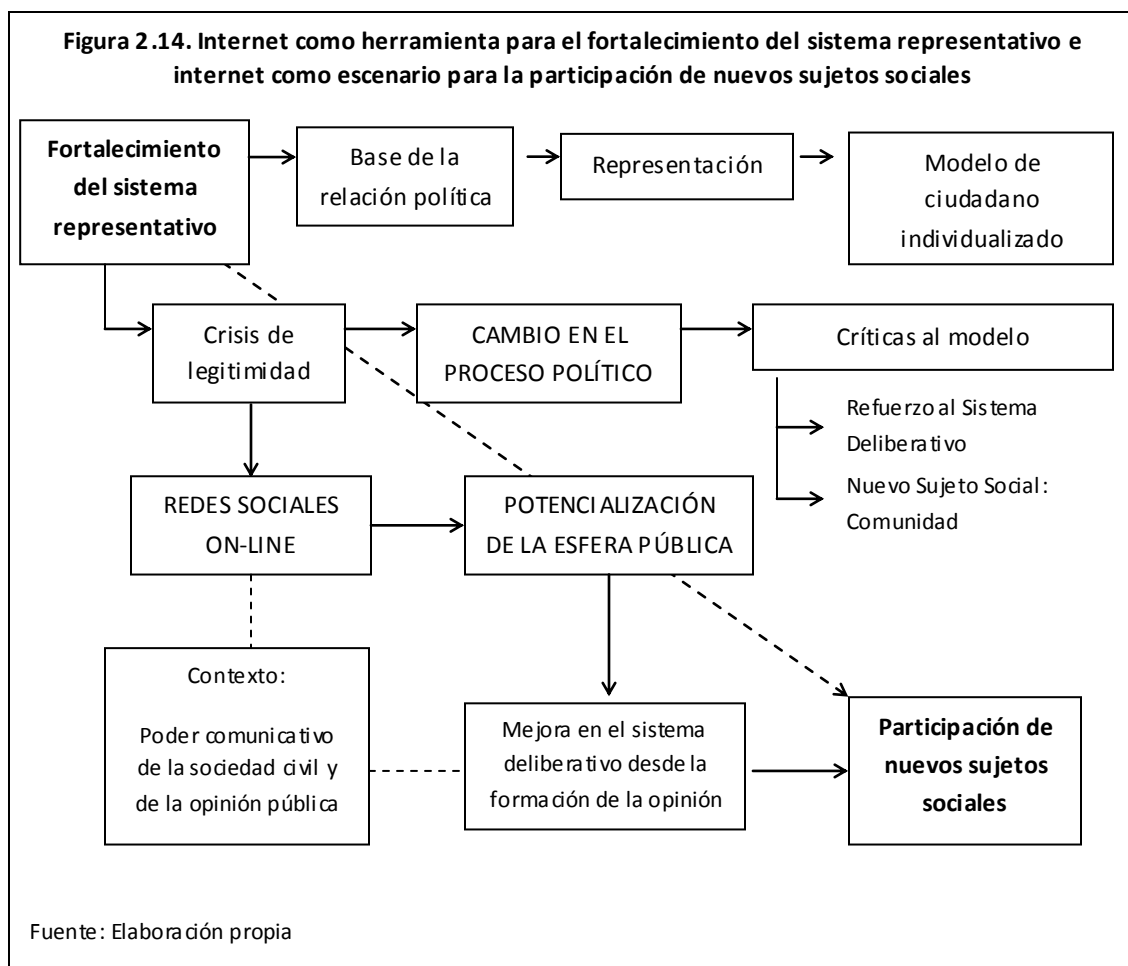 Figura 2.14. Internet como herramienta para el fortalecimiento del sistema representativo e
internet como escenario para la participación de nuevos sujetos sociales
Fortalecimiento
del sistema
representativo
Base de la
relación política
Representación
Modelo de
ciudadano
individualizado
Crisis de
legitimidad
CAMBIO EN EL
PROCESO POLÍTICO
Críticas al modelo
Refuerzo al Sistema
Deliberativo
Nuevo Sujeto Social:
Comunidad
REDES SOCIALES
ON-LINE
POTENCIALIZACIÓN
DE LA ESFERA PÚBLICA
Contexto:
Poder comunicativo
de la sociedad civil y
de la opinión pública
Mejora en el sistema
deliberativo desde la
formación de la opinión
Participación de
nuevos sujetos
sociales
Fuente: Elaboración propia